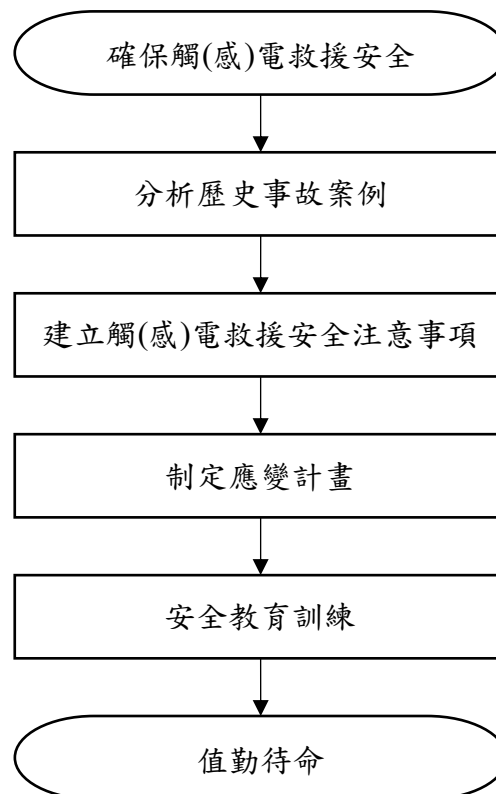 確保觸(感)電救援安全
分析歷史事故案例
建立觸(感)電救援安全注意事項
制定應變計畫
安全教育訓練
值勤待命